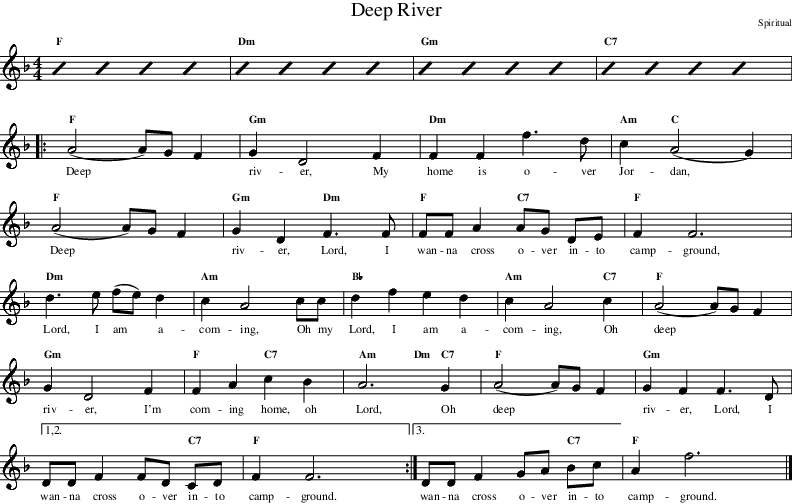 Deep River
Spiritual
F Dm Gm C7
F Gm Dm Am C
Deep riv - er, My home is o - ver Jor - dan,
F Gm Dm F C7 F
Deep riv - er, Lord, I wan - na cross o - ver in - to camp - ground,
Dm Am B♭ Am C7 F
Lord, I am a - com - ing, Oh my Lord, I am a - com - ing, Oh deep
Gm F C7 Am Dm C7 F Gm
riv - er, I'm com - ing home, oh Lord, Oh deep riv - er, Lord, I
1,2. 3.
C7 F C7 F
wan - na cross o - ver in - to camp - ground. wan - na cross o - ver in - to camp - ground.